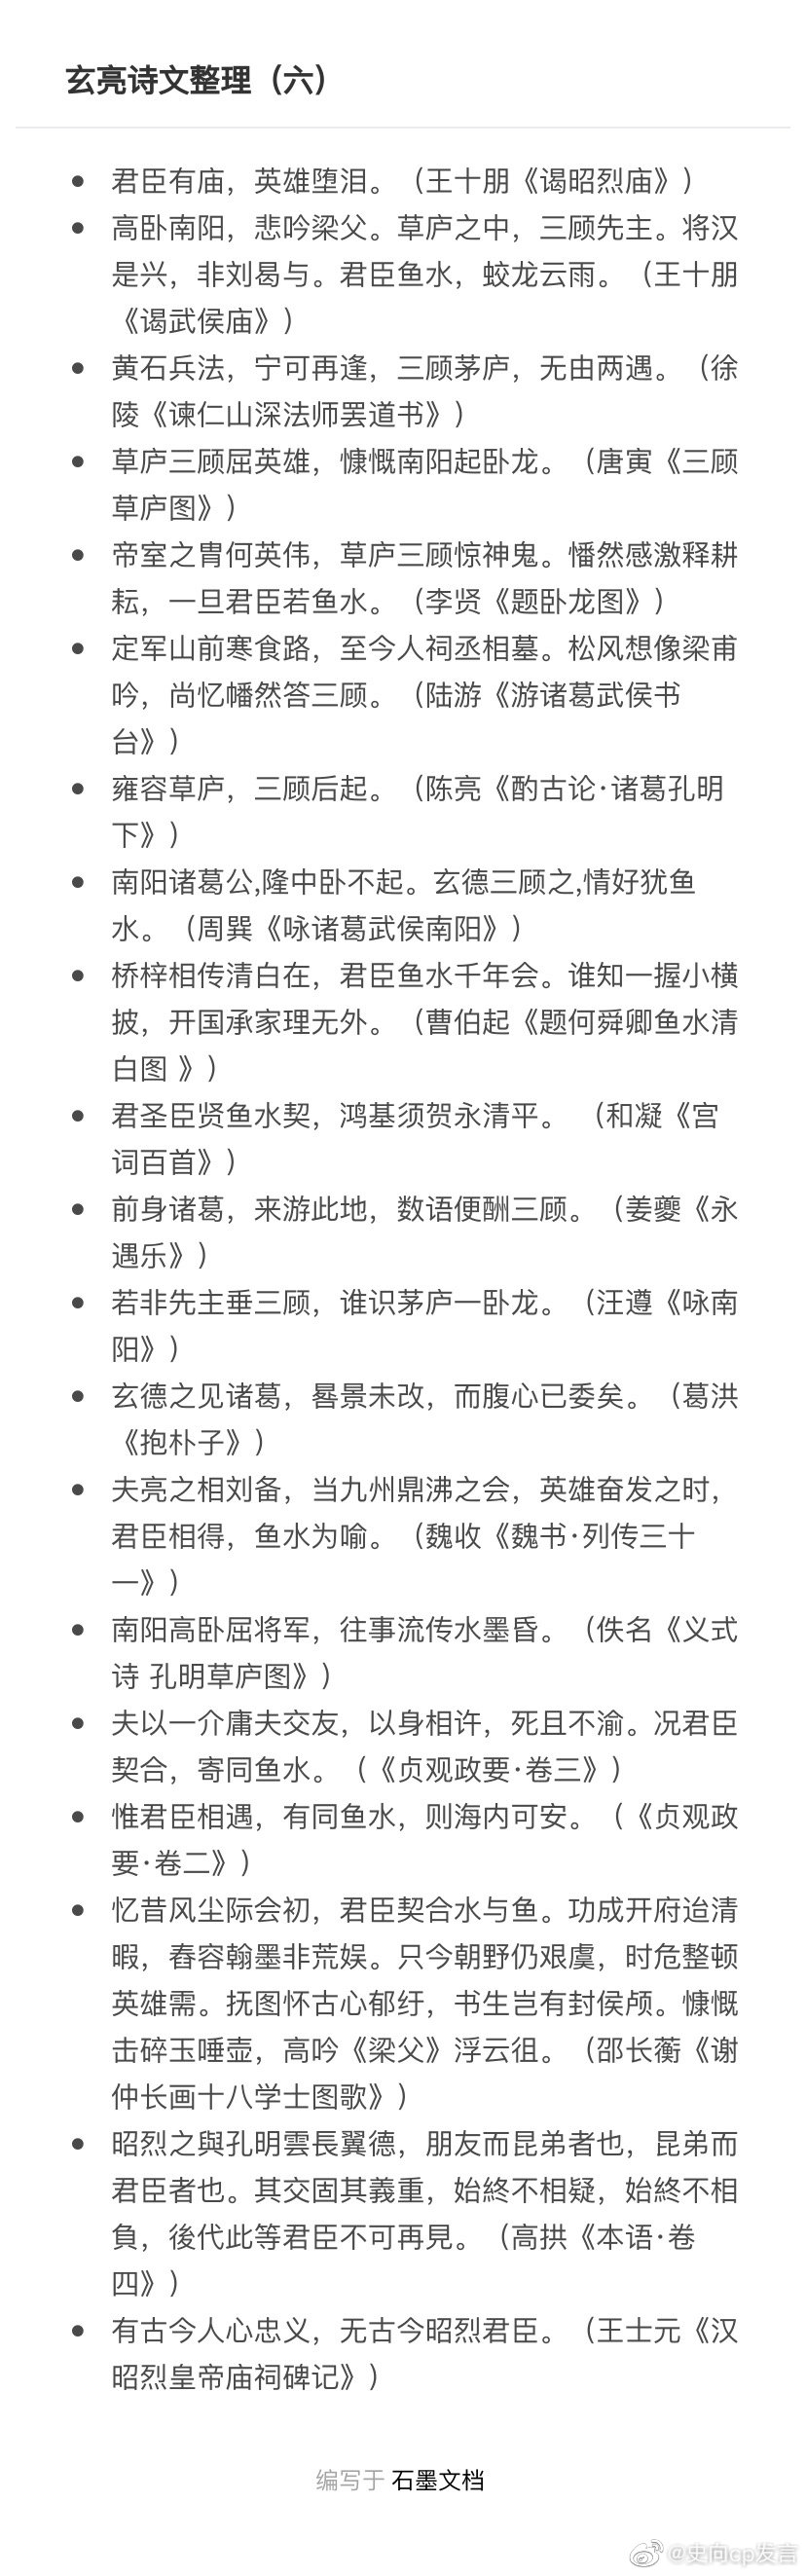 玄亮诗文整理（六）
君臣有庙，英雄堕泪。（王十朋《谒昭烈庙》）
高卧南阳，悲吟梁父。草庐之中，三顾先主。将汉
是兴，非刘曷与。君臣鱼水，蛟龙云雨。（王十朋
《谒武侯庙》）
黄石兵法，宁可再逢，三顾茅庐，无由两遇。（徐
陵《谏仁山深法师罢道书》）
草庐三顾屈英雄，慷慨南阳起卧龙。（唐寅《三顾
草庐图》）
帝室之胄何英伟，草庐三顾惊神鬼。憣然感激释耕
耘，一旦君臣若鱼水。（李贤《题卧龙图》）
定军山前寒食路，至今人祠丞相墓。松风想像梁甫
吟，尚忆幡然答三顾。（陆游《游诸葛武侯书
台》）
雍容草庐，三顾后起。（陈亮《酌古论·诸葛孔明
下》）
南阳诸葛公,隆中卧不起。玄德三顾之,情好犹鱼
水。（周巽《咏诸葛武侯南阳》）
桥梓相传清白在，君臣鱼水千年会。谁知一握小横
披，开国承家理无外。（曹伯起《题何舜卿鱼水清
白图 》）
君圣臣贤鱼水契，鸿基须贺永清平。 （和凝《宫
词百首》）
前身诸葛，来游此地，数语便酬三顾。（姜夔《永
遇乐》）
若非先主垂三顾，谁识茅庐一卧龙。（汪遵《咏南
阳》）
玄德之见诸葛，晷景未改，而腹心已委矣。（葛洪
《抱朴子》）
夫亮之相刘备，当九州鼎沸之会，英雄奋发之时，
君臣相得，鱼水为喻。（魏收《魏书·列传三十
一》）
南阳高卧屈将军，往事流传水墨昏。（佚名《义式
诗 孔明草庐图》）
夫以一介庸夫交友，以身相许，死且不渝。况君臣
契合，寄同鱼水。（《贞观政要·卷三》）
惟君臣相遇，有同鱼水，则海内可安。（《贞观政
要·卷二》）
忆昔风尘际会初，君臣契合水与鱼。功成开府迨清
暇，春容翰墨非荒娱。只今朝野仍艰虞，时危整顿
英雄需。抚图怀古心郁纡，书生岂有封侯颅。慷慨
击碎玉唾壶，高吟《梁父》浮云徂。（邵长蘅《谢
仲长画十八学士图歌》）
昭烈之與孔明雲長翼德，朋友而昆弟者也，昆弟而
君臣者也。其交固其義重，始終不相疑，始終不相
負，後代此等君臣不可再見。（高拱《本语·卷
四》）
有古今人心忠义，无古今昭烈君臣。（王士元《汉
昭烈皇帝庙祠碑记》）
编写于 石墨文档
@史向cp发言